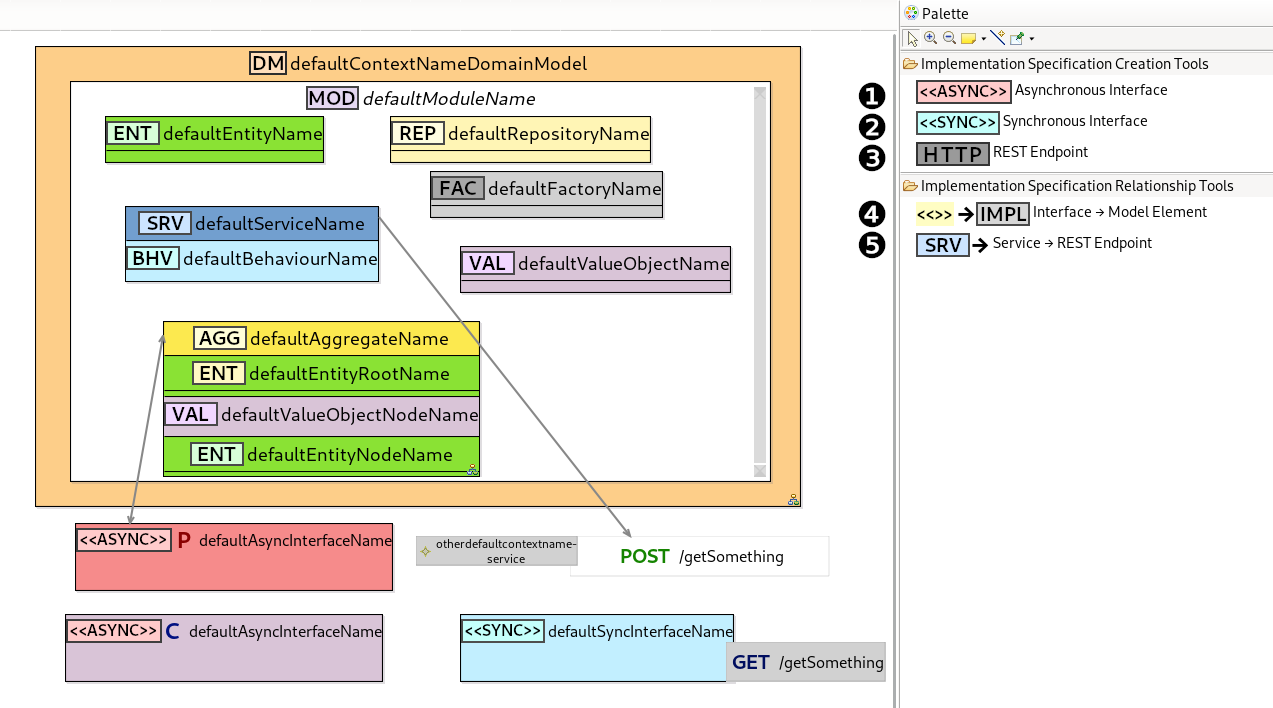 DM defaultContextNameDomainModel
MOD defaultModuleName
ENT defaultEntityName
REP defaultRepositoryName
FAC defaultFactoryName
SRV defaultServiceName
BHV defaultBehaviourName
VAL defaultValueObjectName
AGG defaultAggregateName
ENT defaultEntityRootName
VAL defaultValueObjectNodeName
ENT defaultEntityNodeName
<<ASYNC>> P defaultAsyncInterfaceName
otherdefaultcontextname-
service
POST /getSomething
<<ASYNC>> C defaultAsyncInterfaceName
<<SYNC>> defaultSyncInterfaceName
GET /getSomething
Palette
Implementation Specification Creation Tools
❶ <<ASYNC>> Asynchronous Interface
❷ <<SYNC>> Synchronous Interface
❸ HTTP REST Endpoint
Implementation Specification Relationship Tools
❹ <<>> → IMPL Interface → Model Element
❺ SRV → Service → REST Endpoint